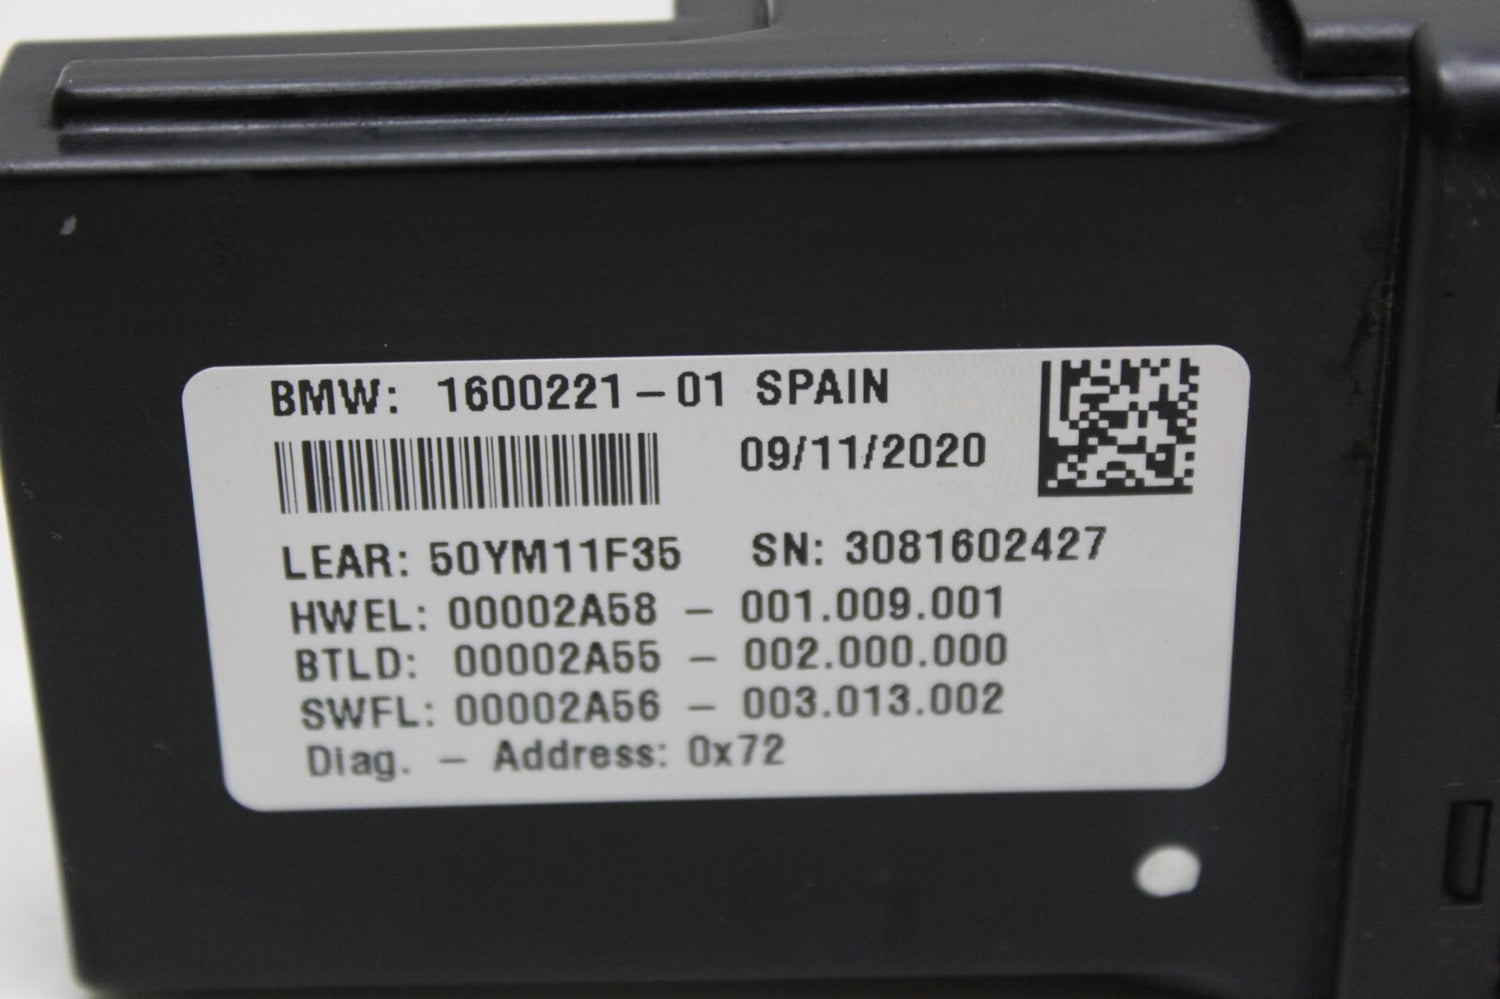 BMW: 1600221-01 SPAIN
09/11/2020
LEAR: 50YM11F35 SN: 3081602427
HWEL: 00002A58 - 001.009.001
BTLD: 00002A55 - 002.000.000
SWFL: 00002A56 - 003.013.002
Diag. - Address: 0x72